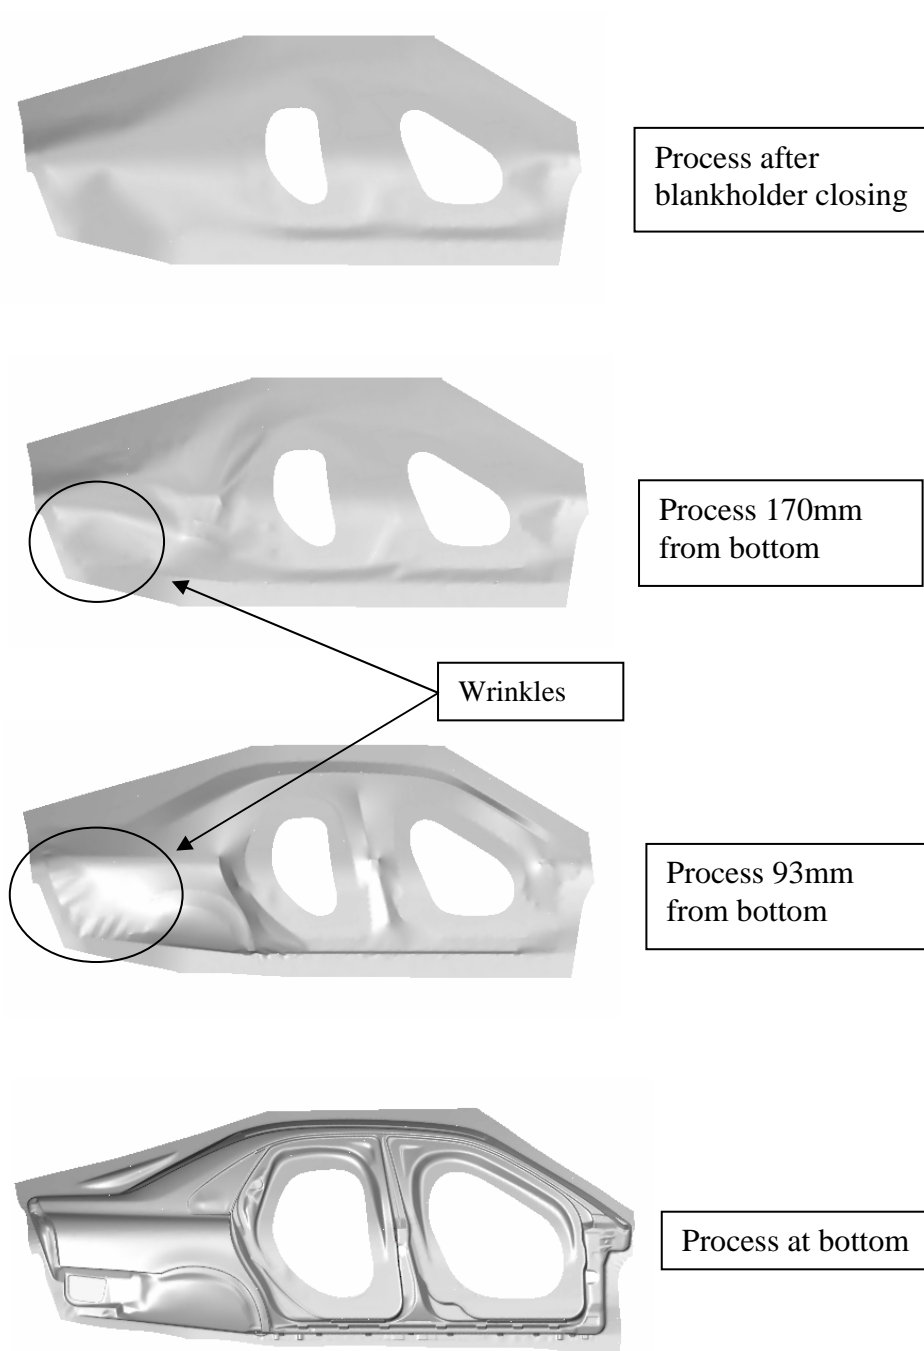 Process after
blankholder closing
Process 170mm
from bottom
Wrinkles
Process 93mm
from bottom
Process at bottom